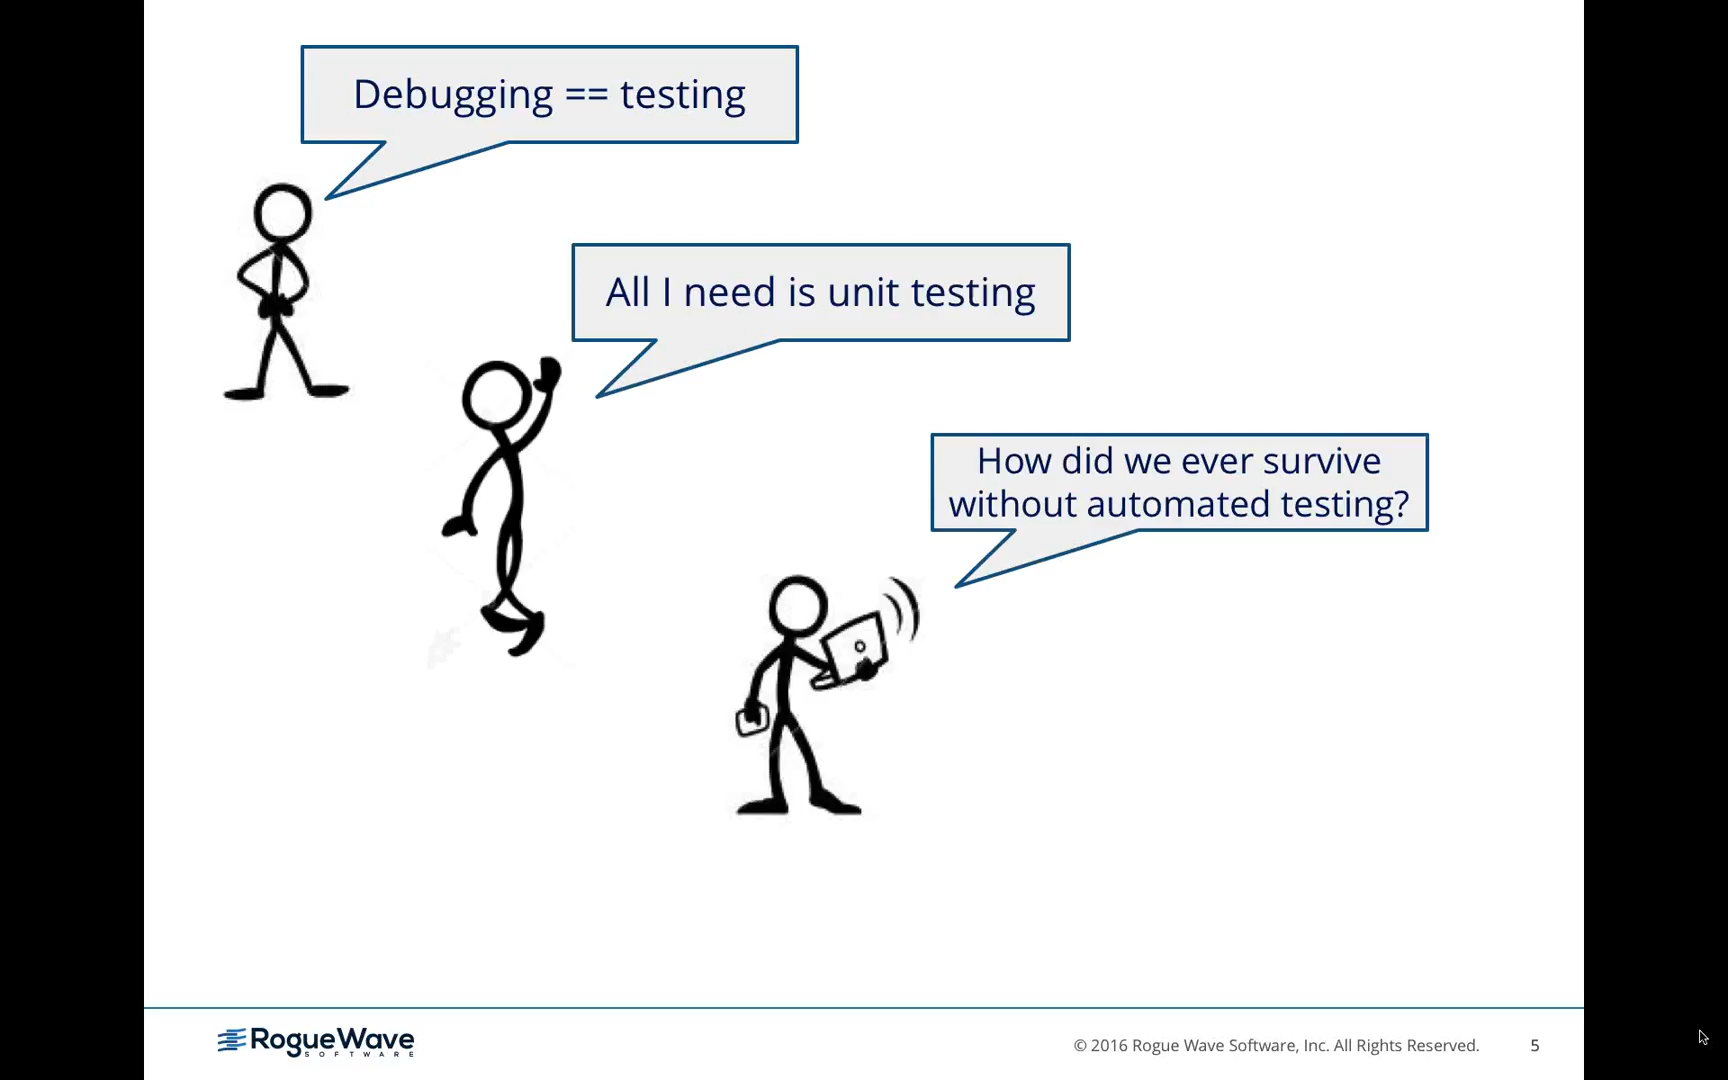 Debugging == testing
All I need is unit testing
How did we ever survive
without automated testing?
RogueWave
SOFTWARE
© 2016 Rogue Wave Software, Inc. All Rights Reserved.
5